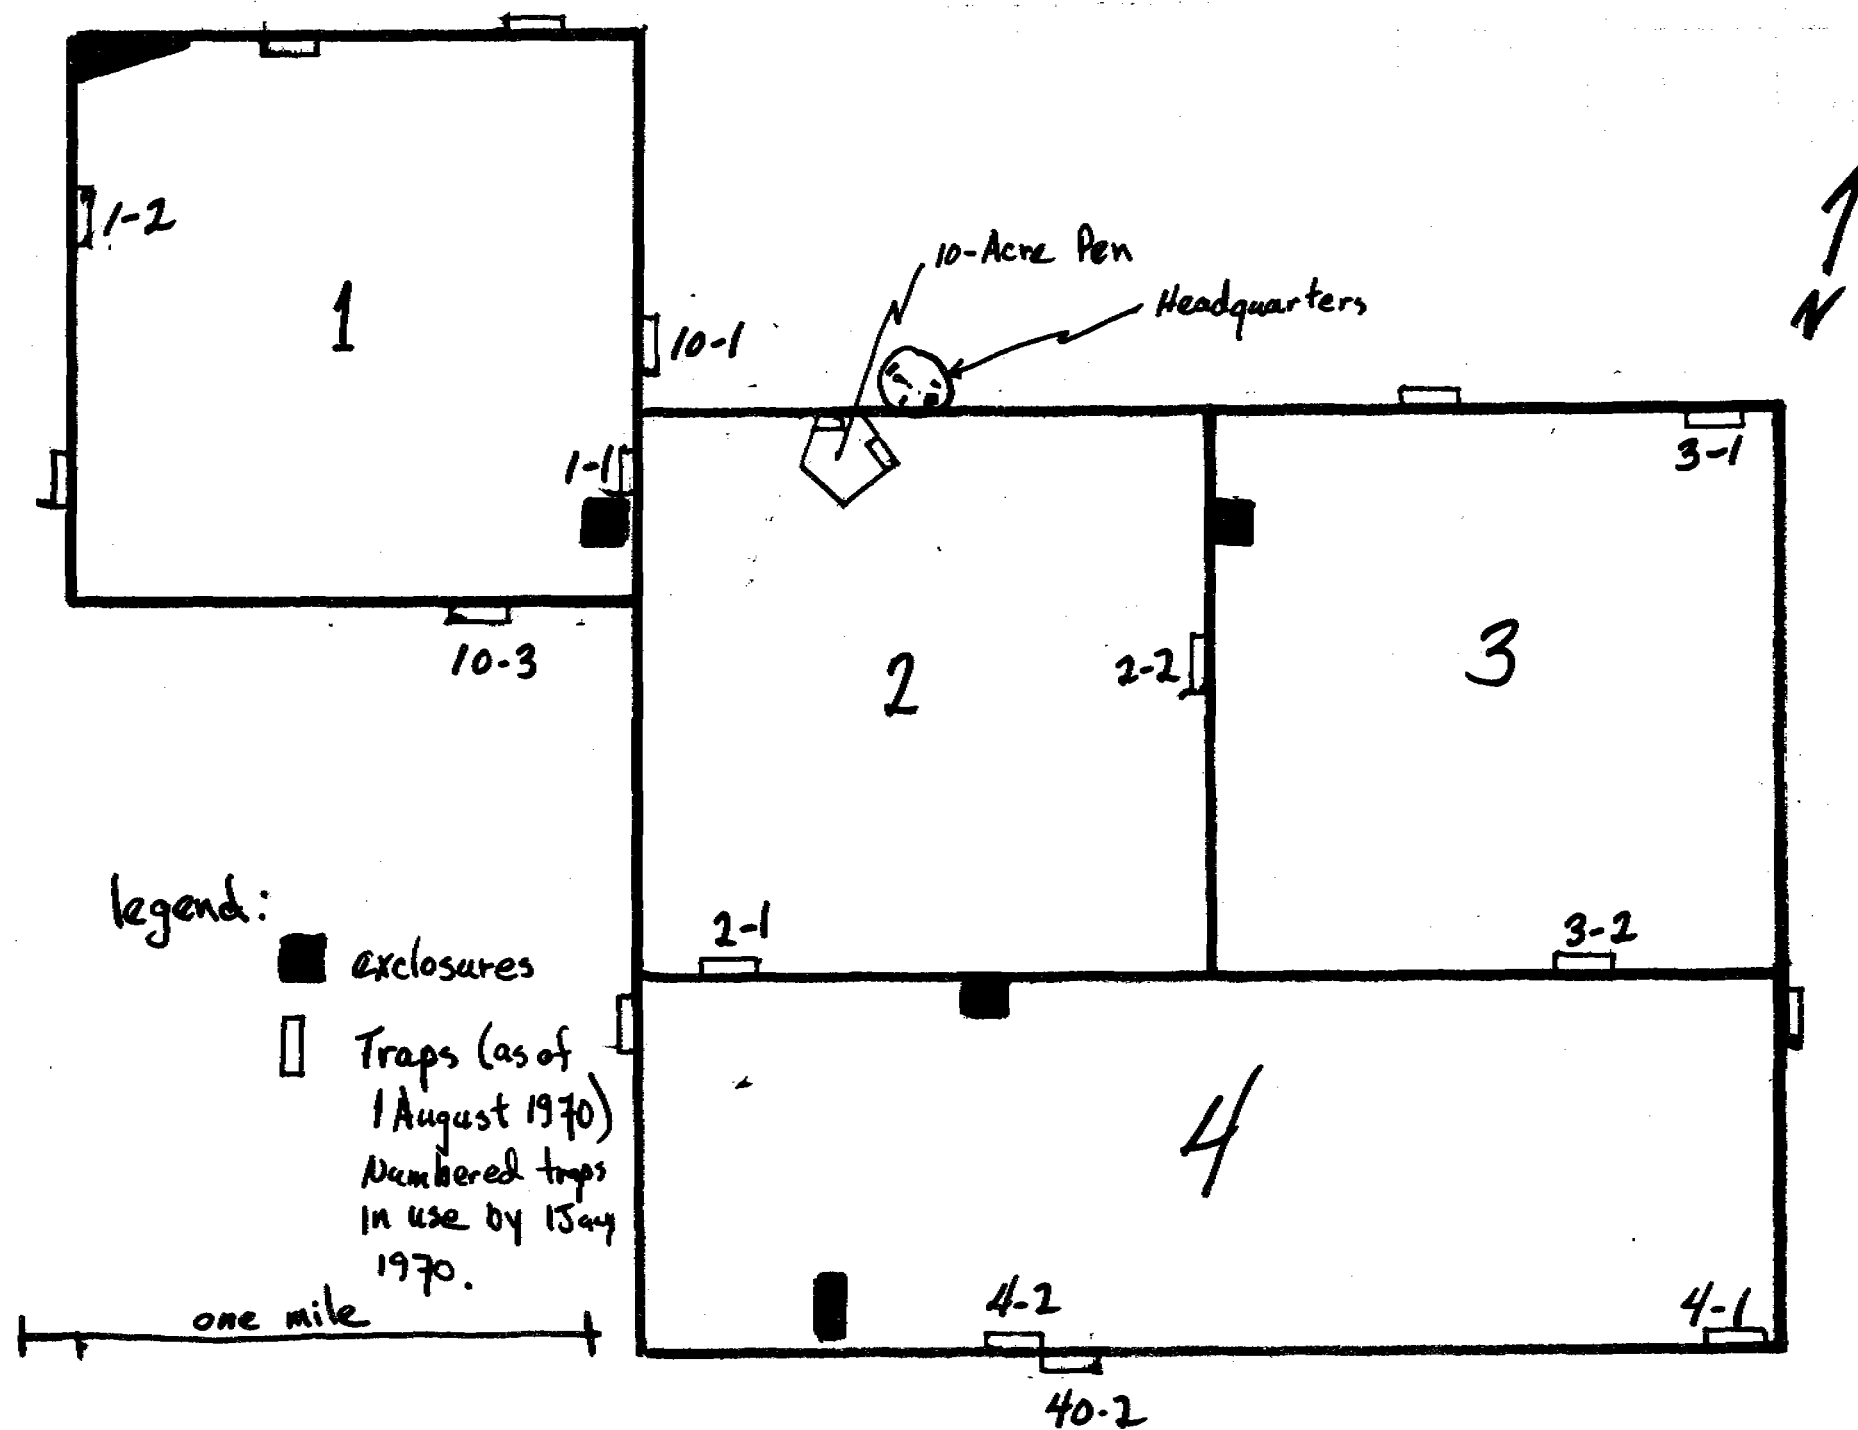 1-2
1
10-Acre Pen
Headquarters
10-1
1-1
3-1
N
10-3
2
2-2
3
2-1
3-2
legend:
exclosures
Traps (as of
1 August 1970)
Numbered traps
in use by 1
1970.
one mile
4
4-2
4-1
40-2